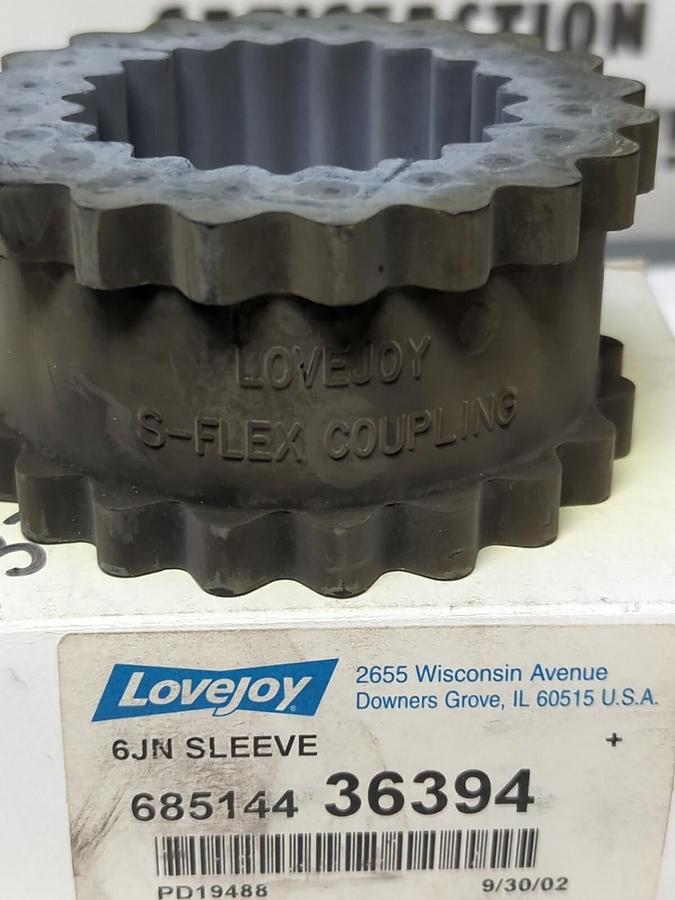 SATISFACTION
LOVEJOY
S-FLEX COUPLING
Lovejoy®
2655 Wisconsin Avenue
Downers Grove, IL 60515 U.S.A.
6JN SLEEVE +
685144 36394
PD19488 9/30/02